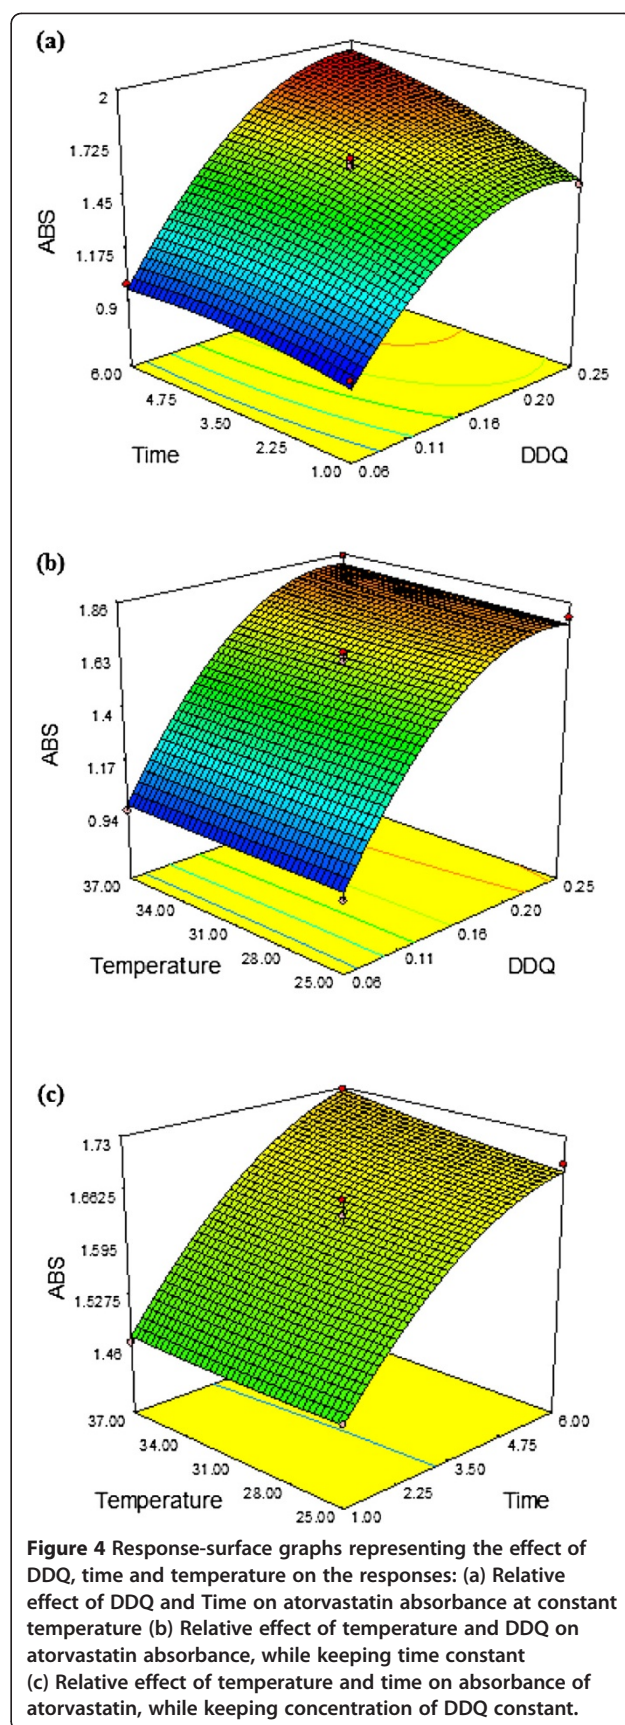 (a)
2
1.725
1.45
1.175
0.9
ABS
6.00
4.75
3.50
2.25
1.00
Time
0.06
0.11
0.16
0.20
0.25
DDQ
(b)
1.86
1.63
1.4
1.17
0.94
ABS
37.00
34.00
31.00
28.00
25.00
Temperature
0.06
0.11
0.16
0.20
0.25
DDQ
(c)
1.73
1.6625
1.595
1.5275
1.46
ABS
37.00
34.00
31.00
28.00
25.00
Temperature
1.00
2.25
3.50
4.75
6.00
Time
Figure 4 Response-surface graphs representing the effect of
DDQ, time and temperature on the responses: (a) Relative
effect of DDQ and Time on atorvastatin absorbance at constant
temperature (b) Relative effect of temperature and DDQ on
atorvastatin absorbance, while keeping time constant
(c) Relative effect of temperature and time on absorbance of
atorvastatin, while keeping concentration of DDQ constant.